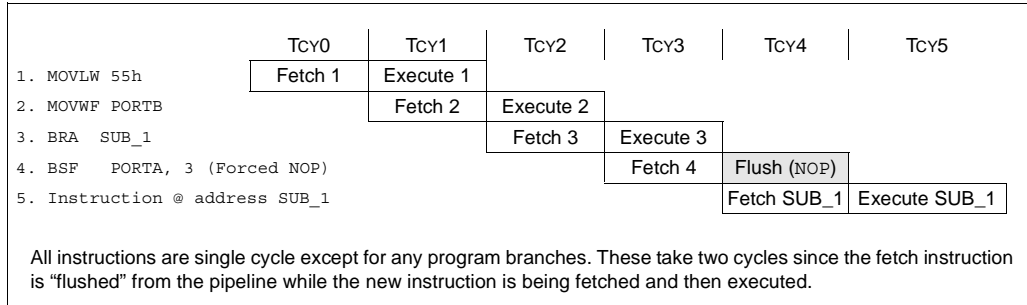 TCY0 TCY1 TCY2 TCY3 TCY4 TCY5
1. MOVLW 55h Fetch 1 Execute 1
2. MOVWF PORTB Fetch 2 Execute 2
3. BRA SUB_1 Fetch 3 Execute 3
4. BSF PORTA, 3 (Forced NOP) Fetch 4 Flush (NOP)
5. Instruction @ address SUB_1 Fetch SUB_1 Execute SUB_1
All instructions are single cycle except for any program branches. These take two cycles since the fetch instruction
is “flushed” from the pipeline while the new instruction is being fetched and then executed.